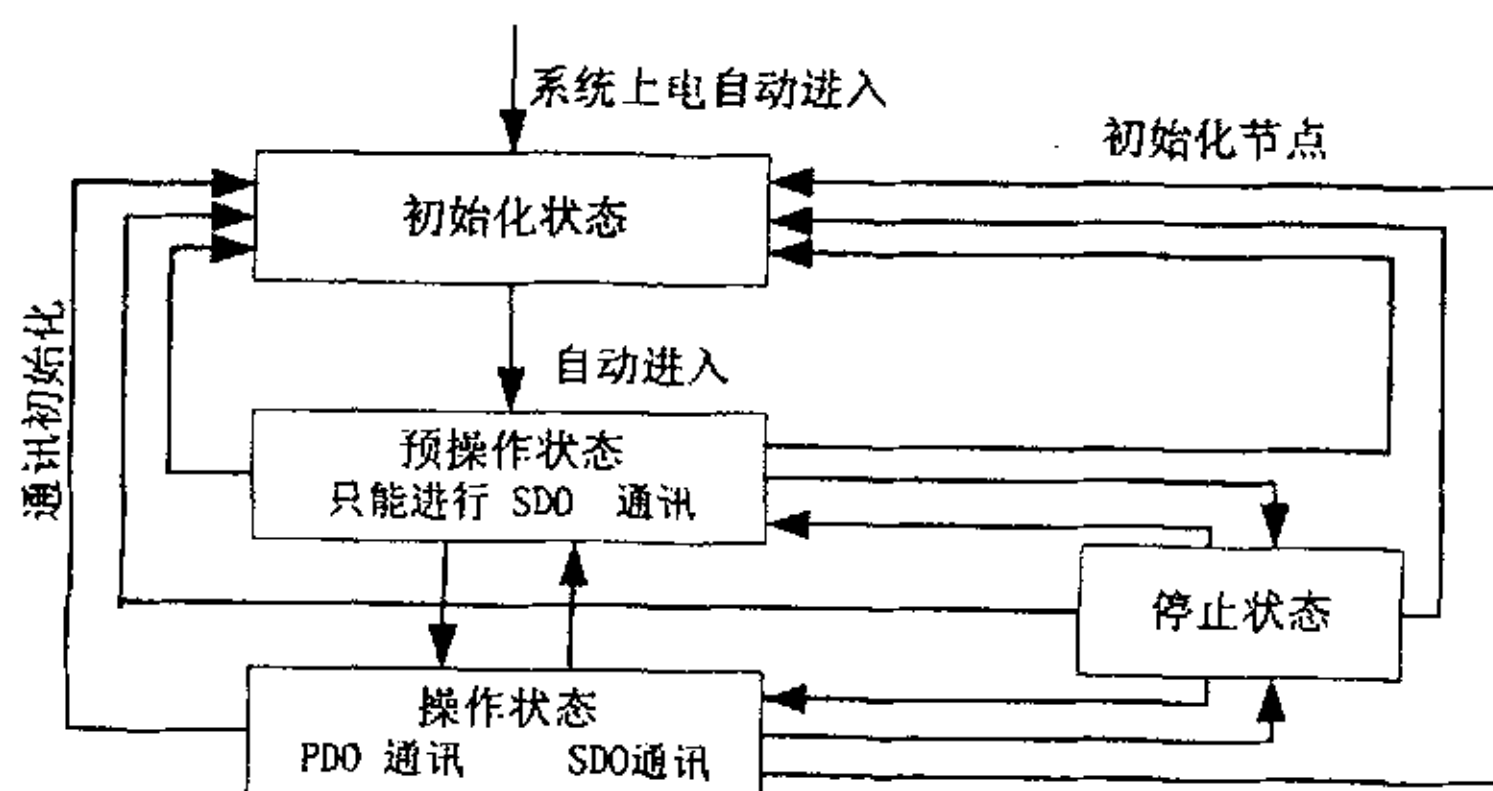 系统上电自动进入
初始化节点
初始化状态
自动进入
通讯初始化
预操作状态
只能进行 SDO 通讯
停止状态
操作状态
PDO 通讯 SDO通讯